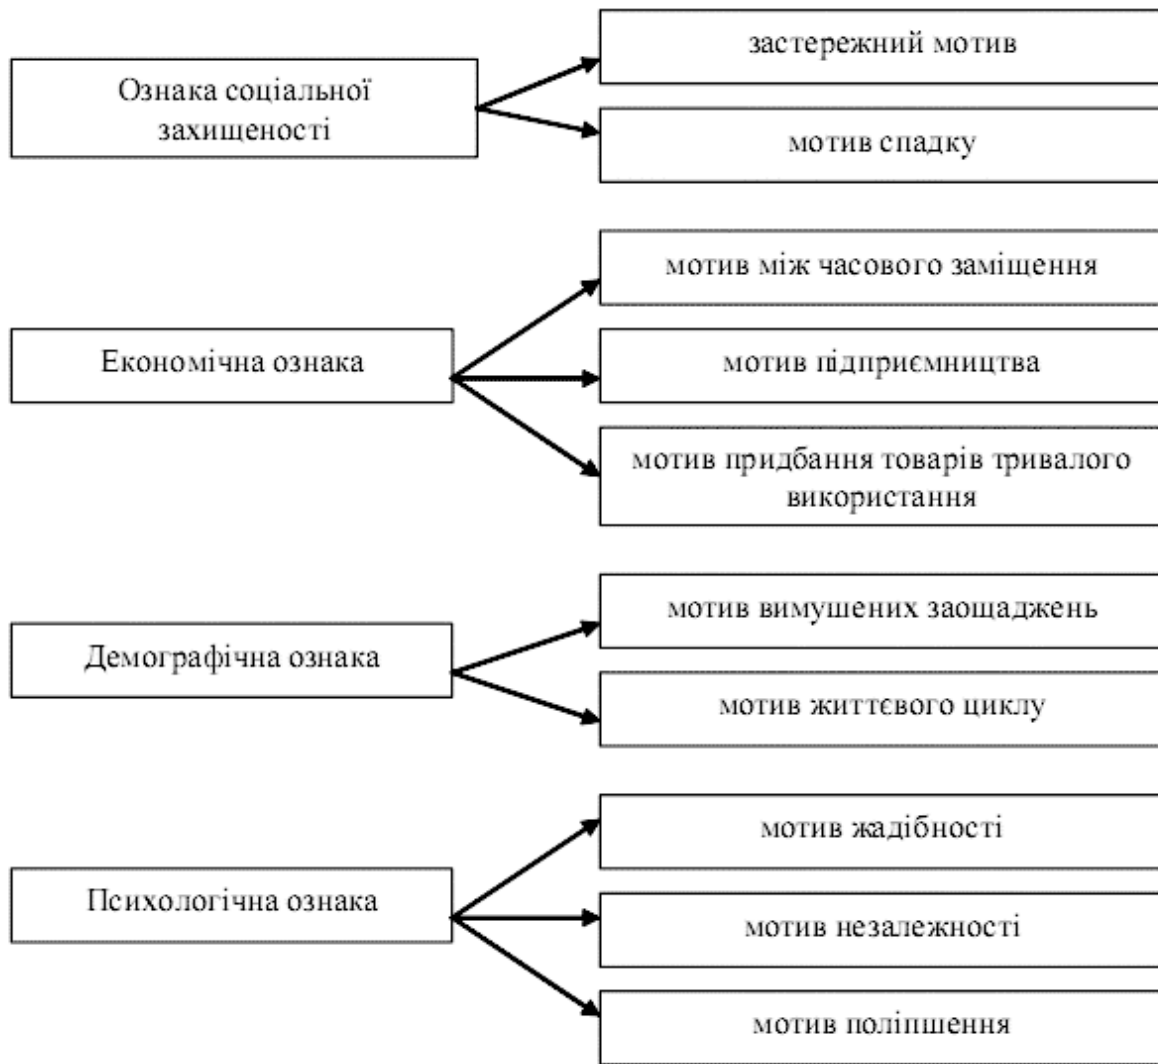 Ознака соціальної
захищеності
застережний мотив
мотив спадку
Економічна ознака
мотив між часового заміщення
мотив підприємництва
мотив придбання товарів тривалого
використання
Демографічна ознака
мотив вимушених заощаджень
мотив життєвого циклу
Психологічна ознака
мотив жадібності
мотив незалежності
мотив поліпшення